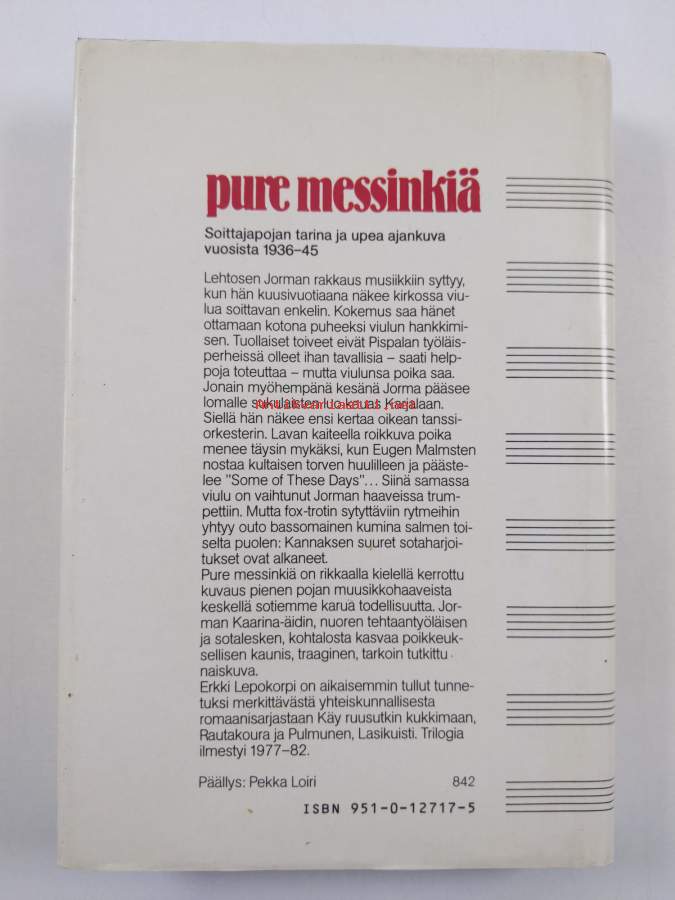 pure messinkiä
Soittajapojan tarina ja upea ajankuva
vuosista 1936–45
Lehtosen Jorman rakkaus musiikkiin syttyy,
kun hän kuusivuotiaana näkee kirkossa viu-
lua soittavan enkelin. Kokemus saa hänet
ottamaan kotona puheeksi viulun hankkimi-
sen. Tuollaiset toiveet eivät Pispalan työläis-
perheissä olleet ihan tavallisia – saati help-
poja toteuttaa – mutta viulunsa poika saa.
Jonain myöhempänä kesänä Jorma pääsee
lomalle sukulaisten luokse taas Karjalaan.
Siellä hän näkee ensi kertaa oikean tanssi-
orkesterin. Lavan kaiteella roikkuva poika
menee täysin mykäksi, kun Eugen Malmsten
nostaa kultaisen torven huulilleen ja pääste-
lee "Some of These Days"... Siinä samassa
viulu on vaihtunut Jorman haaveissa trum-
pettiin. Mutta fox-trotin sytyttäviin rytmeihin
yhtyy outo bassomainen kumina salmen toi-
selta puolen: Kannaksen suuret sotaharjoi-
tukset ovat alkaneet.
Pure messinkiä on rikkaalla kielellä kerrottu
kuvaus pienen pojan muusikkohaaveista
keskellä sotiemme karua todellisuutta. Jor-
man Kaarina-äidin, nuoren tehtaantyöläisen
ja sotalesken, kohtalosta kasvaa poikkeuk-
sellisen kaunis, traaginen, tarkoin tutkittu
naiskuva.
Erkki Lepokorpi on aikaisemmin tullut tunne-
tuksi merkittävästä yhteiskunnallisesta
romaanisarjastaan Käy ruusutkin kukkimaan,
Rautakoura ja Pulmunen, Lasikuisti. Trilogia
ilmestyi 1977–82.
Päällys: Pekka Loiri 842
ISBN 951-0-12717-5